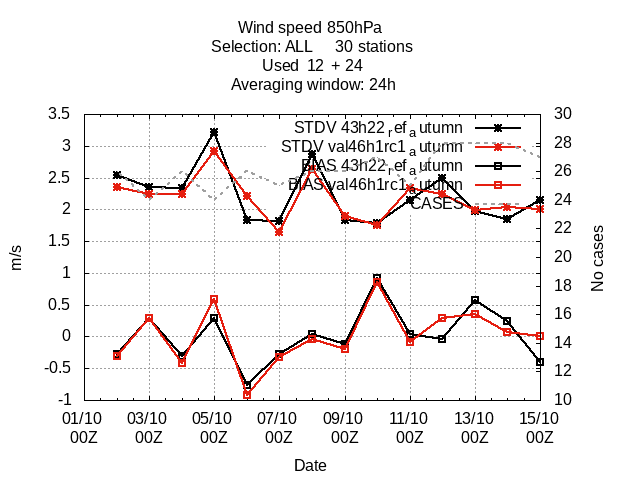 Wind speed 850hPa
Selection: ALL 30 stations
Used 12 + 24
Averaging window: 24h
STDV 43h22_ref_autumn
STDV val46h1rc1_autumn
BIAS 43h22_ref_autumn
BIAS val46h1rc1_autumn
CASES
3.5
3
2.5
2
1.5
1
0.5
0
-0.5
-1
m/s
30
28
26
24
22
20
18
16
14
12
10
No cases
01/10 03/10 05/10 07/10 09/10 11/10 13/10 15/10
00Z 00Z 00Z 00Z 00Z 00Z 00Z 00Z
Date